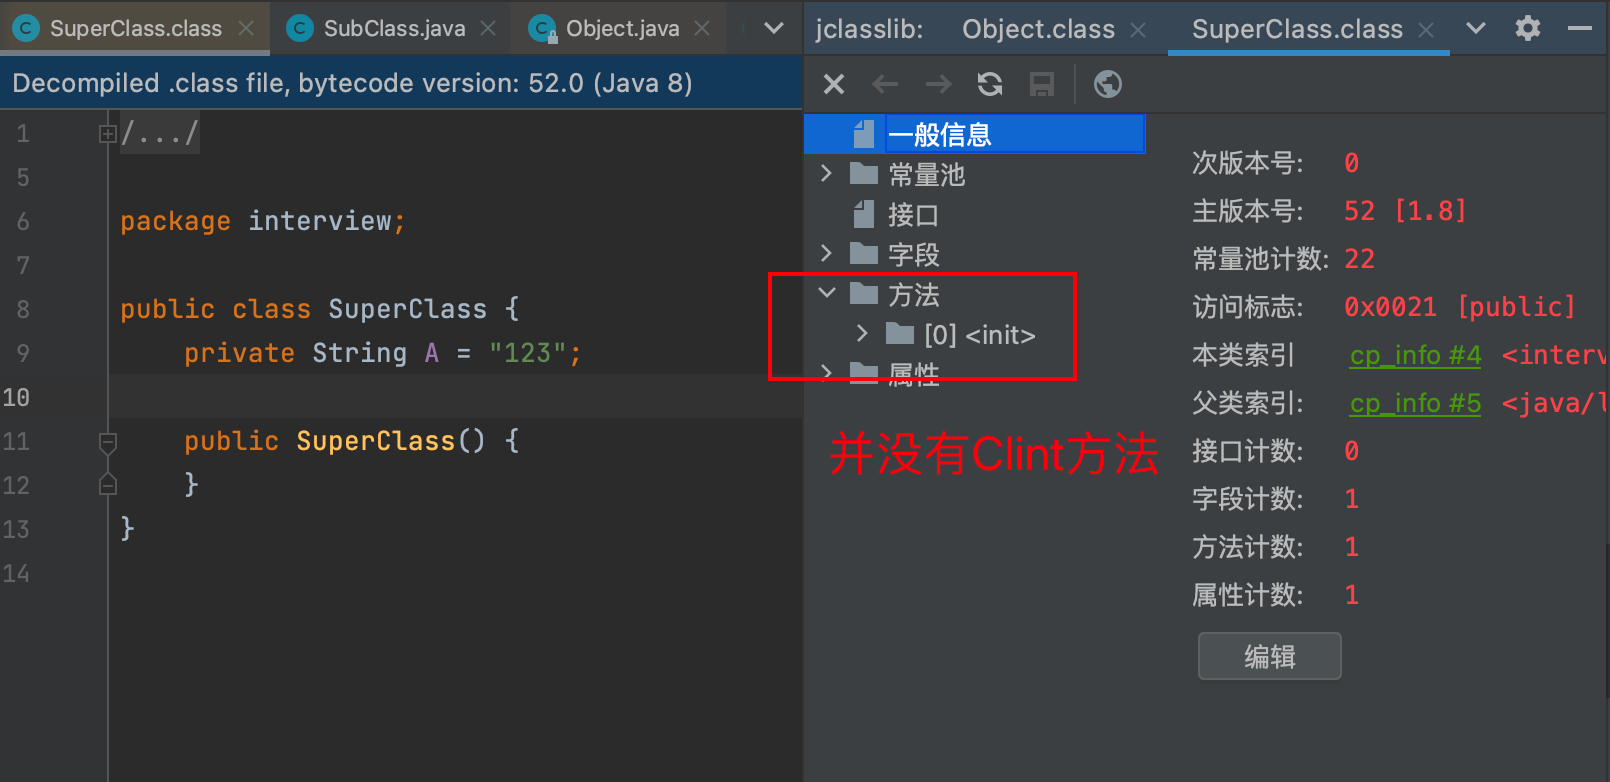 SuperClass.class
SubClass.java
Object.java
Decompiled .class file, bytecode version: 52.0 (Java 8)
1 /.../
5
6 package interview;
7
8 public class SuperClass {
9 private String A = "123";
10
11 public SuperClass() {
12 }
13 }
14
jclasslib:
Object.class
SuperClass.class
一般信息
常量池
接口
字段
方法
[0] <init>
属性
并没有Clint方法
次版本号: 0
主版本号: 52 [1.8]
常量池计数: 22
访问标志: 0x0021 [public]
本类索引 cp_info #4 <interv
父类索引: cp_info #5 <java/l
接口计数: 0
字段计数: 1
方法计数: 1
属性计数: 1
编辑